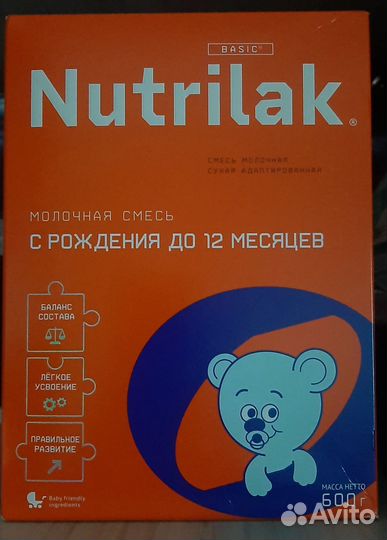 BASIC
Nutrilak®
СМЕСЬ МОЛОЧНАЯ
СУХАЯ АДАПТИРОВАННАЯ
МОЛОЧНАЯ СМЕСЬ
С РОЖДЕНИЯ ДО 12 МЕСЯЦЕВ
БАЛАНС
СОСТАВА
ЛЁГКОЕ
УСВОЕНИЕ
ПРАВИЛЬНОЕ
РАЗВИТИЕ
Baby friendly
ingredients
МАССА НЕТТО
600 г
Avito